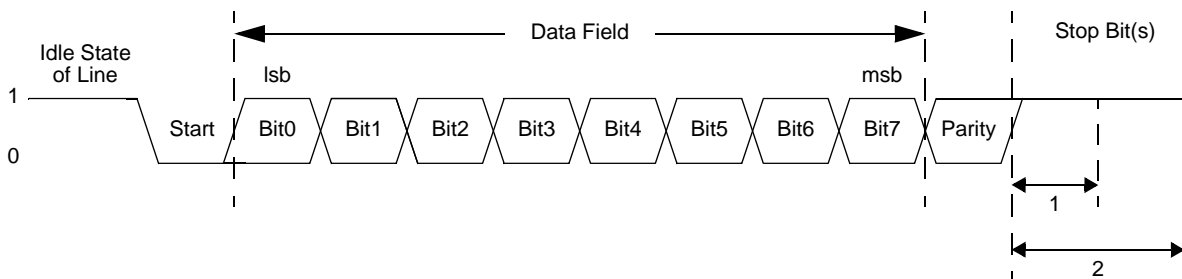 Data Field
Stop Bit(s)
Idle State
of Line
lsb
msb
1
Start
Bit0
Bit1
Bit2
Bit3
Bit4
Bit5
Bit6
Bit7
Parity
0
1
2